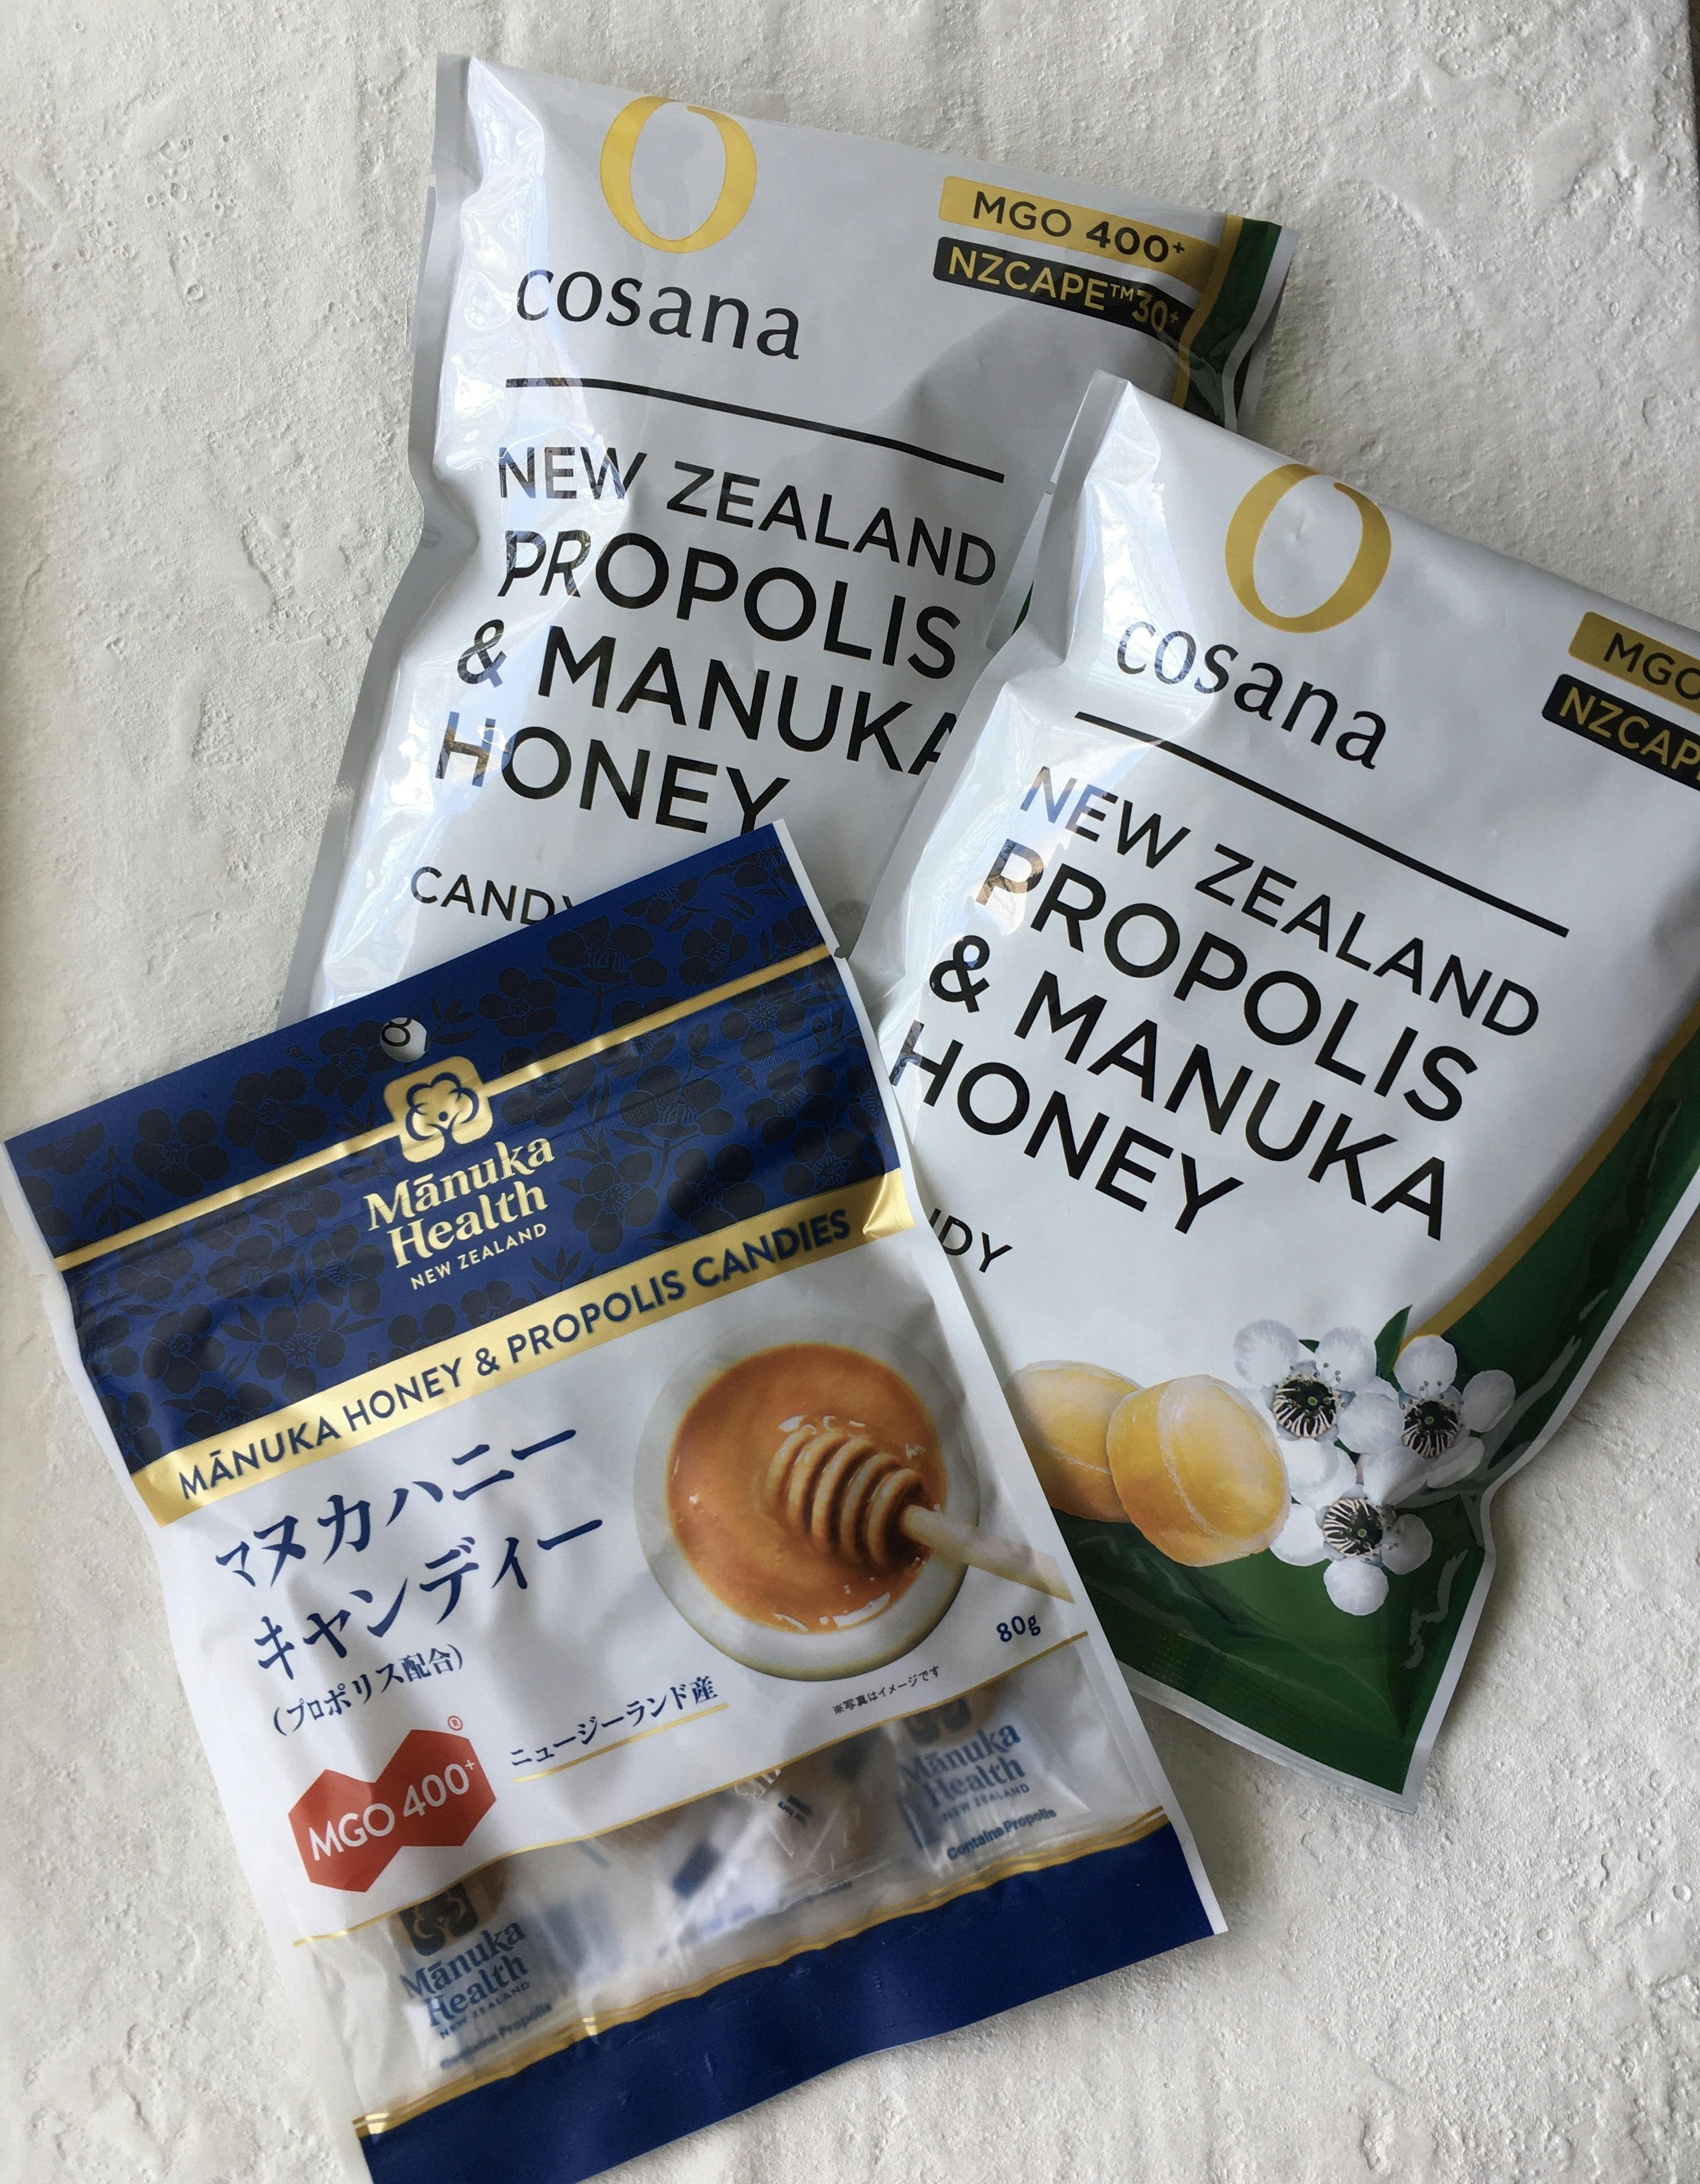 cosana
MGO 400+
NZCAPE™30+
NEW ZEALAND
PROPOLIS
& MANUKA
HONEY
CANDY
cosana
MGO
NZCAP
NEW ZEALAND
PROPOLIS
& MANUKA
HONEY
NDY
Mānuka
Health
NEW ZEALAND
MĀNUKA HONEY & PROPOLIS CANDIES
マヌカハニー
キャンディー
(プロポリス配合)
80g
※写真はイメージです
ニュージーランド産
MGO 400+®
Mānuka
Health
NEW ZEALAND
Contains Propolis
Mānuka
Health
NEW ZEALAND
Contains Propolis